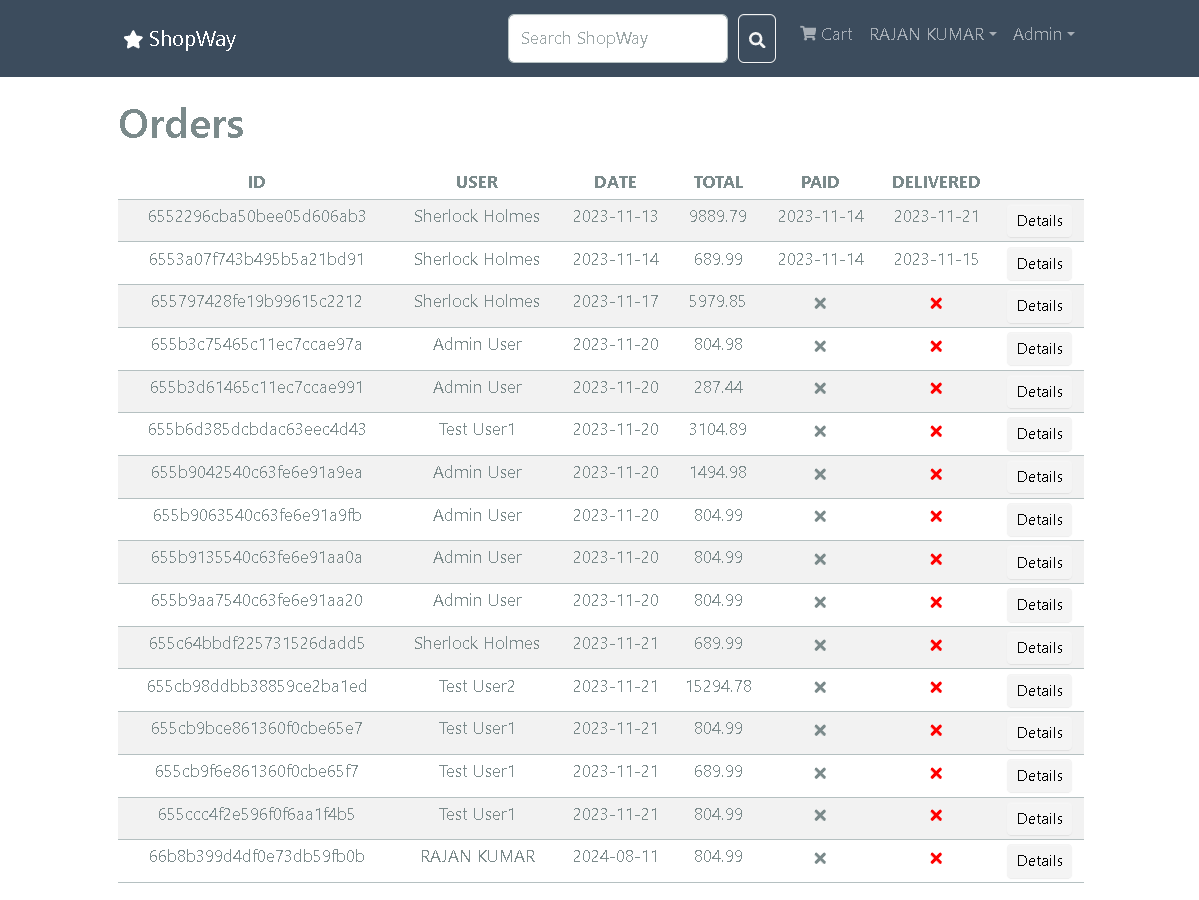 ShopWay Search ShopWay Cart RAJAN KUMAR Admin
Orders
ID USER DATE TOTAL PAID DELIVERED
6552296cba50bee05d606ab3 Sherlock Holmes 2023-11-13 9889.79 2023-11-14 2023-11-21 Details
6553a07f743b495b5a21bd91 Sherlock Holmes 2023-11-14 689.99 2023-11-14 2023-11-15 Details
655797428fe19b99615c2212 Sherlock Holmes 2023-11-17 5979.85 Details
655b3c75465c11ec7ccae97a Admin User 2023-11-20 804.98 Details
655b3d61465c11ec7ccae991 Admin User 2023-11-20 287.44 Details
655b6d385dcbdac63eec4d43 Test User1 2023-11-20 3104.89 Details
655b9042540c63fe6e91a9ea Admin User 2023-11-20 1494.98 Details
655b9063540c63fe6e91a9fb Admin User 2023-11-20 804.99 Details
655b9135540c63fe6e91aa0a Admin User 2023-11-20 804.99 Details
655b9aa7540c63fe6e91aa20 Admin User 2023-11-20 804.99 Details
655c64bbdf225731526dadd5 Sherlock Holmes 2023-11-21 689.99 Details
655cb98ddbb38859ce2ba1ed Test User2 2023-11-21 15294.78 Details
655cb9bce861360f0cbe65e7 Test User1 2023-11-21 804.99 Details
655cb9f6e861360f0cbe65f7 Test User1 2023-11-21 689.99 Details
655ccc4f2e596f0f6aa1f4b5 Test User1 2023-11-21 804.99 Details
66b8b399d4df0e73db59fb0b RAJAN KUMAR 2024-08-11 804.99 Details